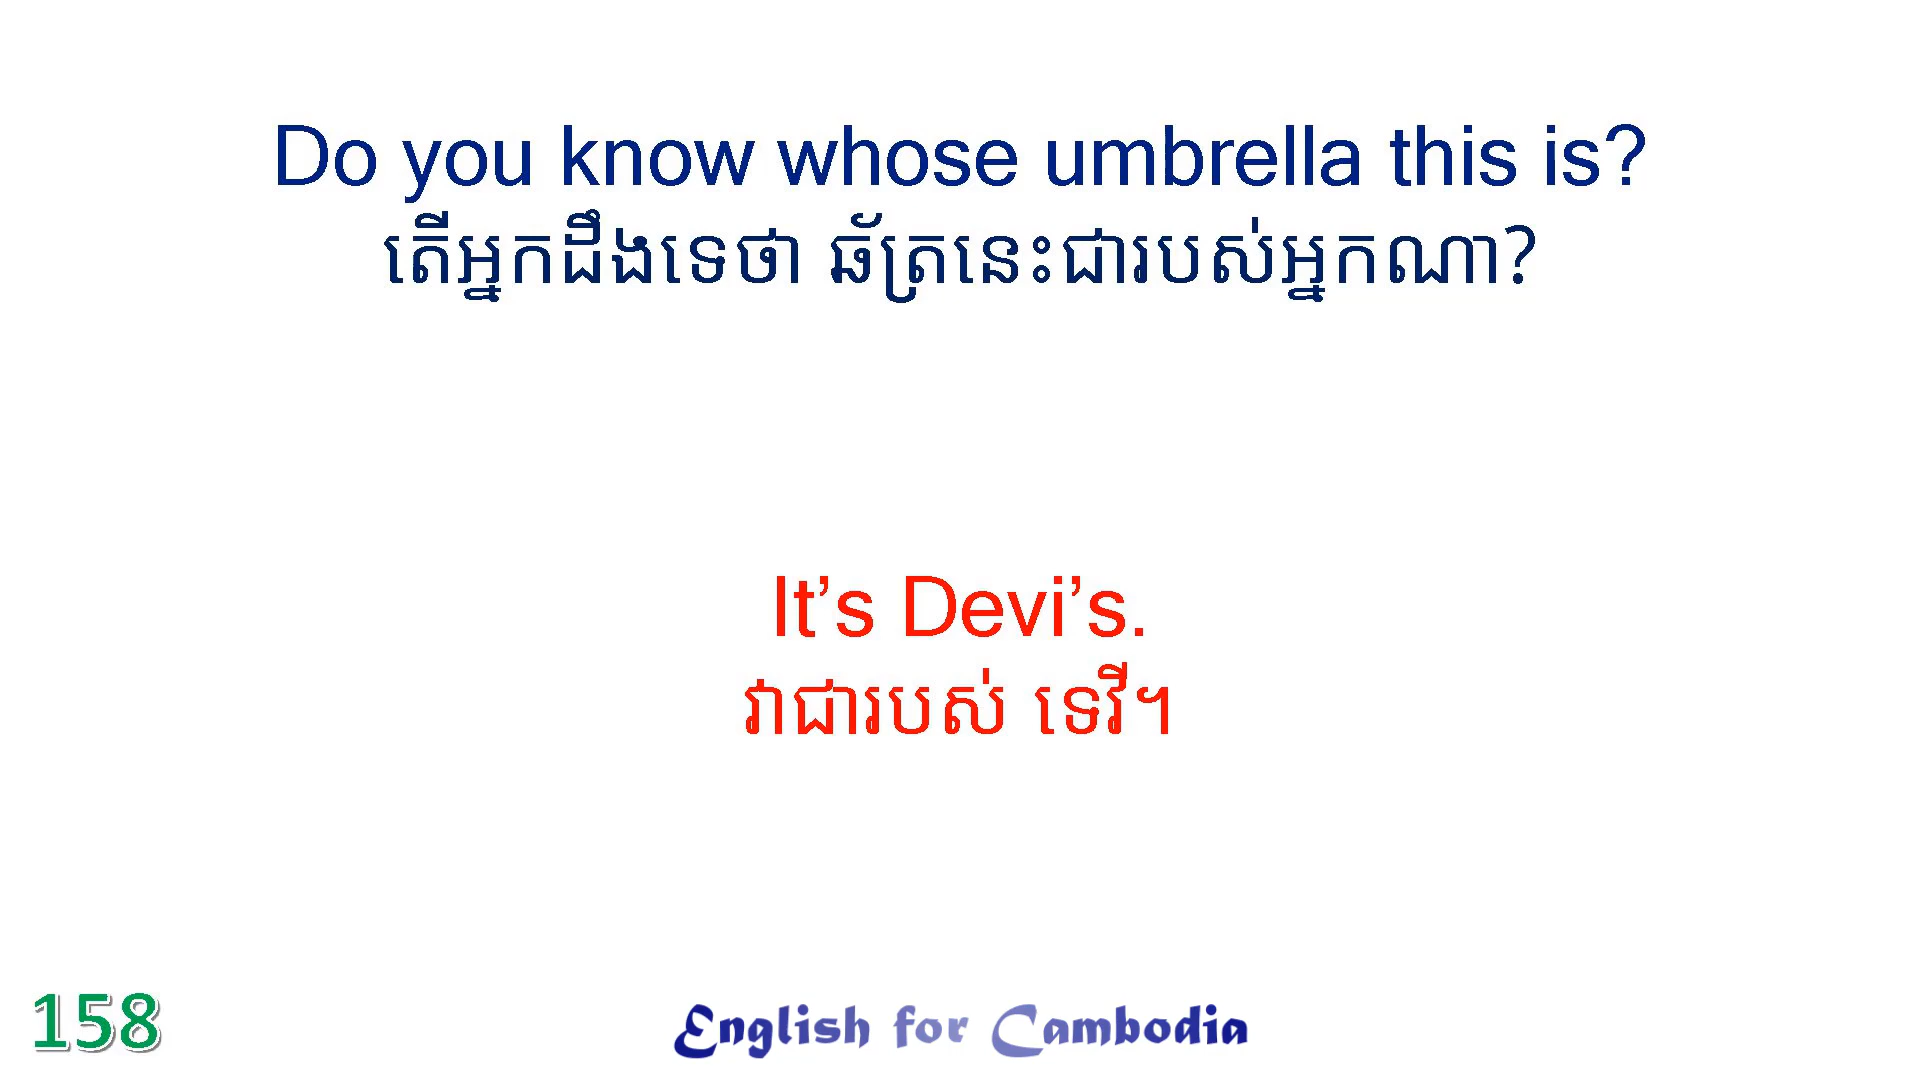 Do you know whose umbrella this is?
តើអ្នកដឹងទេថា ឆ័ត្រនេះជារបស់អ្នកណា?
It’s Devi’s.
វាជារបស់ ទេវី។
158
English for Cambodia